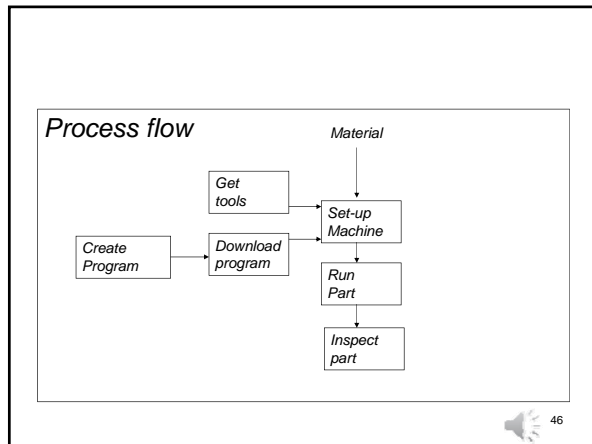 Process flow
Material
Get
tools
Set-up
Machine
Create
Program
Download
program
Run
Part
Inspect
part
46